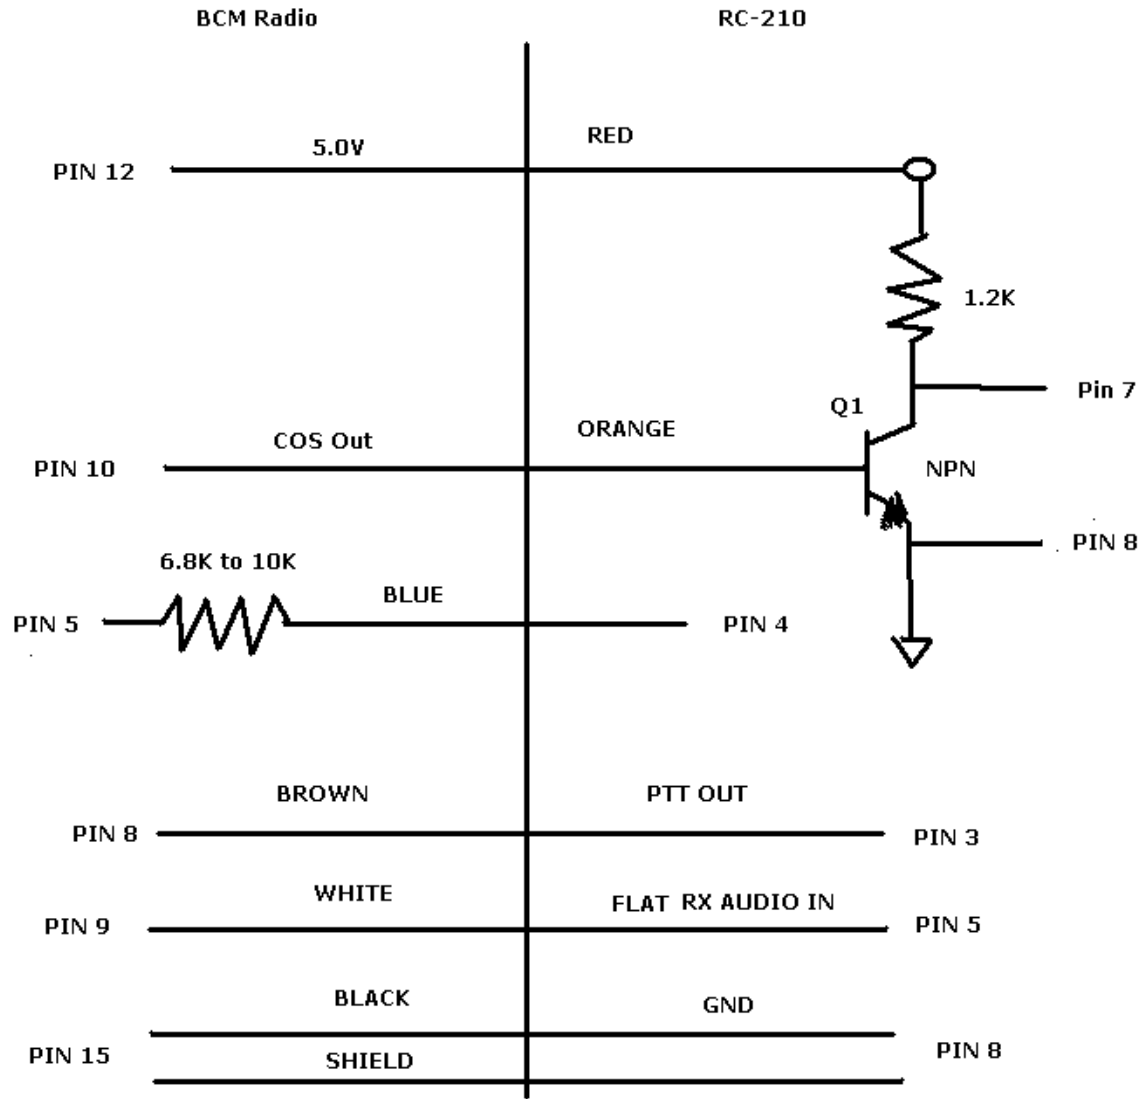 BCM Radio
RC-210
5.0V
RED
PIN 12
1.2K
Pin 7
Q1
COS Out
ORANGE
PIN 10
NPN
PIN 8
6.8K to 10K
BLUE
PIN 5
PIN 4
BROWN
PTT OUT
PIN 8
PIN 3
WHITE
FLAT RX AUDIO IN
PIN 9
PIN 5
BLACK
GND
PIN 15
PIN 8
SHIELD